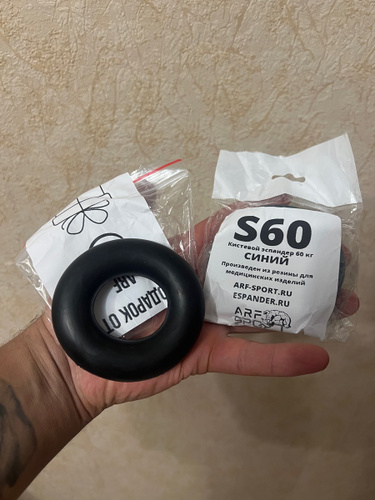 S60
Кистевой эспандер 60 кг
СИНИЙ
Произведен из резины для
медицинских изделий
ARF-SPORT.RU
ESPANDER.RU
ARF
SPORT
ПОДАРОК ОТ
ARF